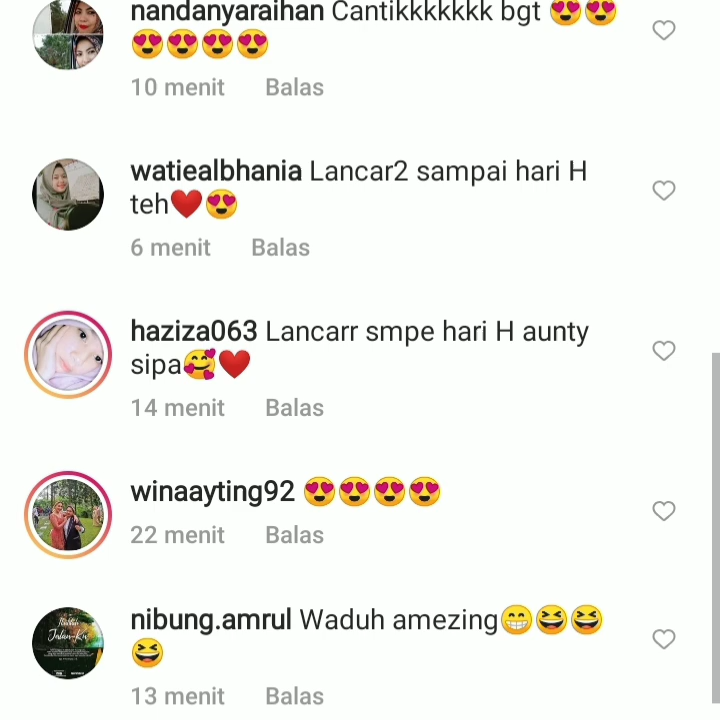 nandanyaraihan Cantikkkkkkk bgt 😍😍
😍😍😍😍
10 menit Balas
watiealbhania Lancar2 sampai hari H
teh❤️😍
6 menit Balas
haziza063 Lancarr smpe hari H aunty
sipa🥰❤️
14 menit Balas
winaayting92 😍😍😍😍
22 menit Balas
nibung.amrul Waduh amezing😁😆😆
😆
13 menit Balas